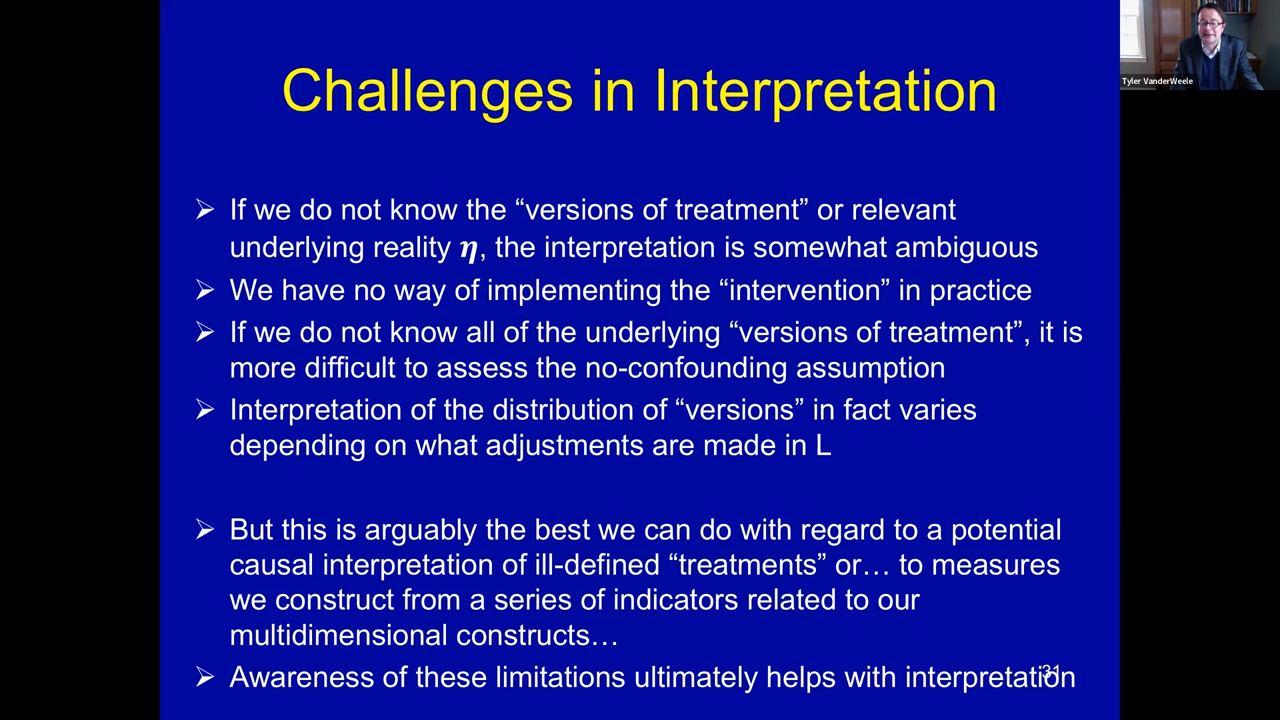 Challenges in Interpretation
Tyler VanderWeele
➢ If we do not know the “versions of treatment” or relevant
underlying reality η, the interpretation is somewhat ambiguous
➢ We have no way of implementing the “intervention” in practice
➢ If we do not know all of the underlying “versions of treatment”, it is
more difficult to assess the no-confounding assumption
➢ Interpretation of the distribution of “versions” in fact varies
depending on what adjustments are made in L
➢ But this is arguably the best we can do with regard to a potential
causal interpretation of ill-defined “treatments” or… to measures
we construct from a series of indicators related to our
multidimensional constructs…
➢ Awareness of these limitations ultimately helps with interpretation
31